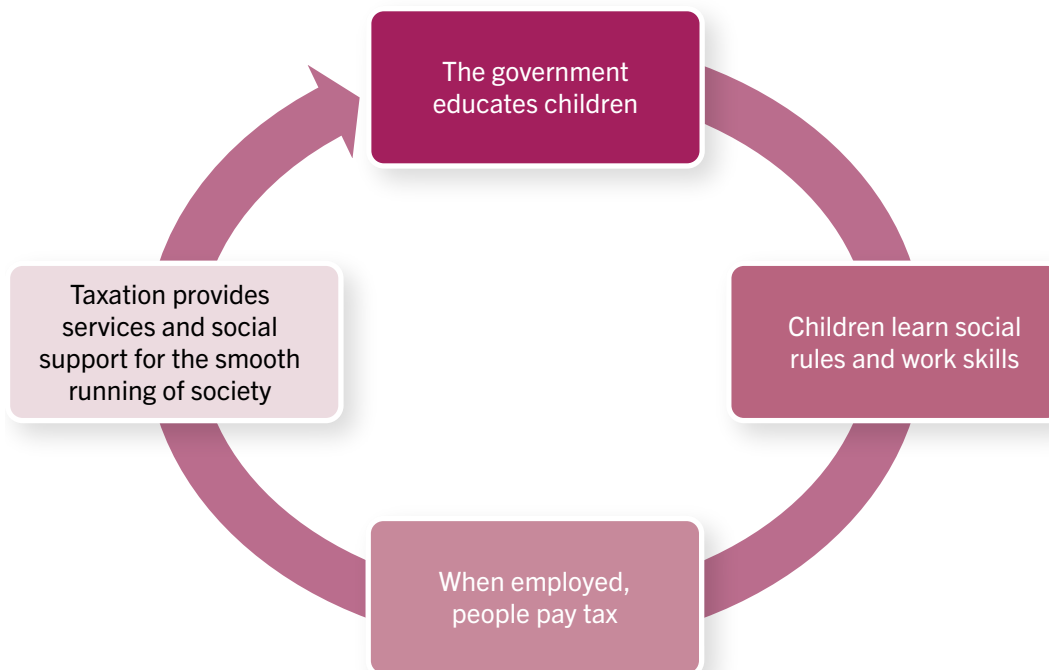 The government
educates children
Children learn social
rules and work skills
When employed,
people pay tax
Taxation provides
services and social
support for the smooth
running of society